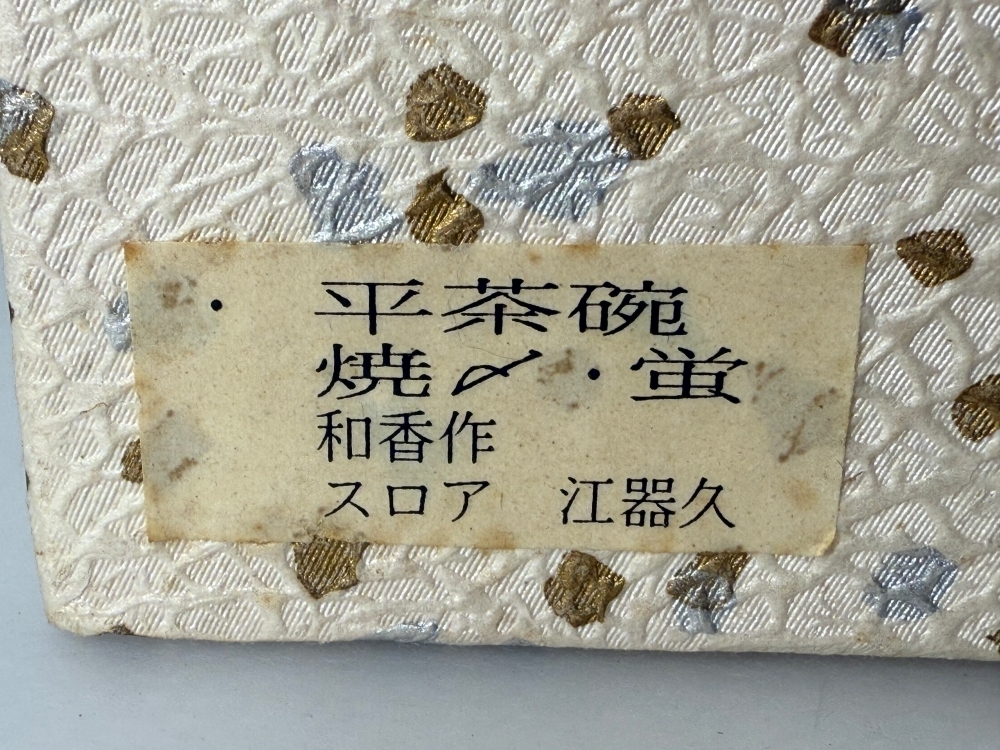 ・ 平茶碗
焼〆・蛍
和香作
スロア 江器久